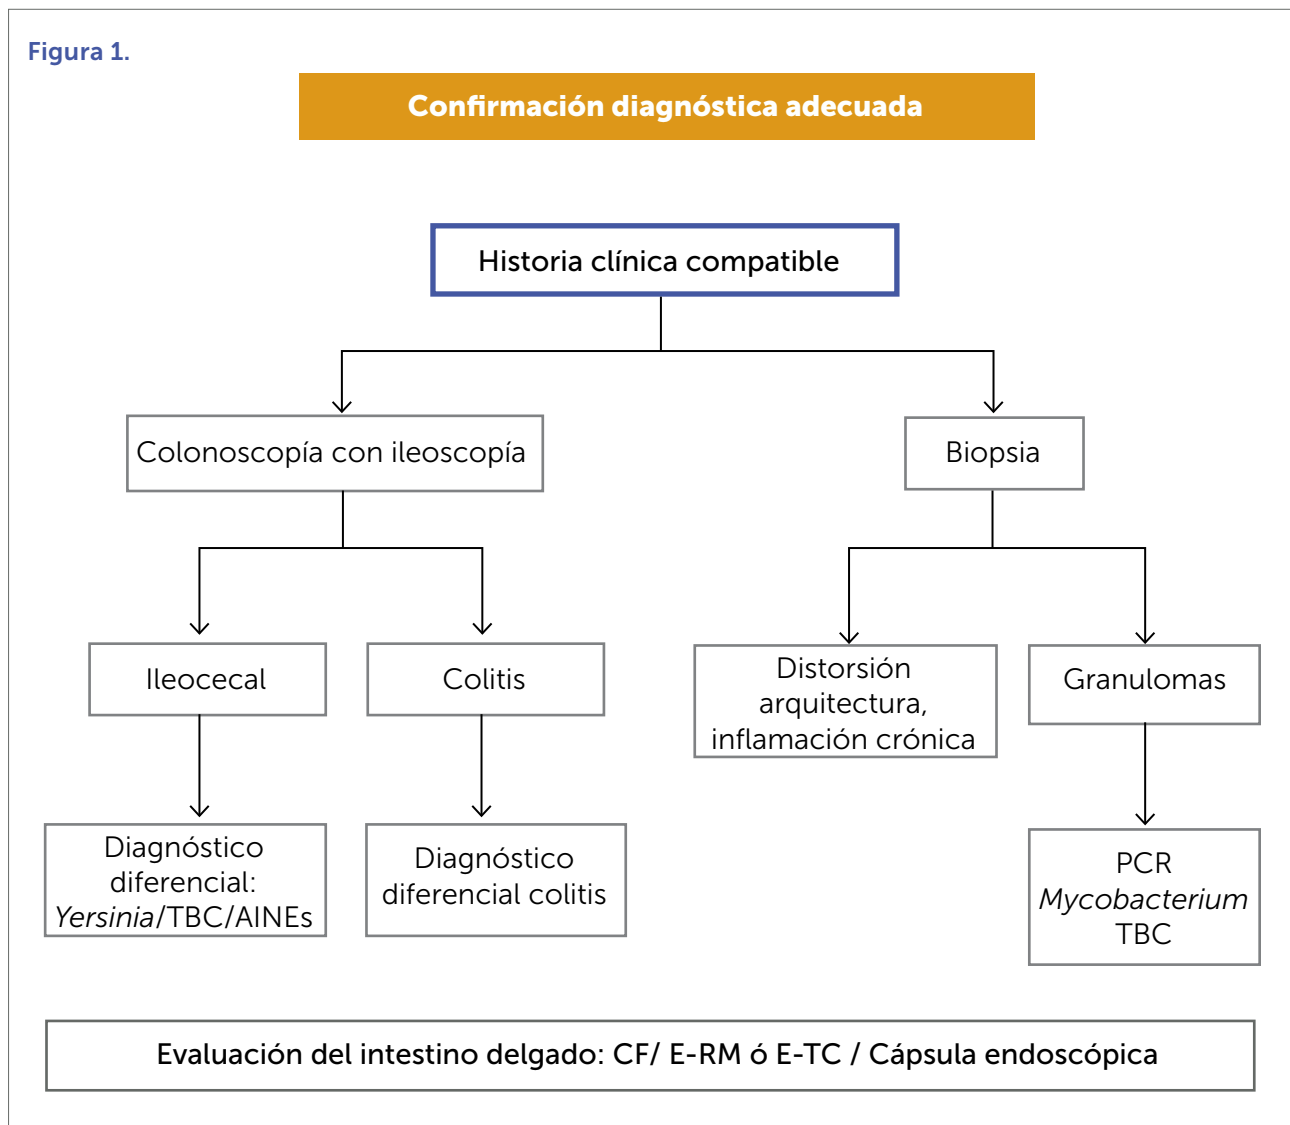 Figura 1.
Confirmación diagnóstica adecuada
Historia clínica compatible
Colonoscopía con ileoscopía
Biopsia
Ileocecal
Colitis
Distorsión
arquitectura,
inflamación crónica
Granulomas
Diagnóstico
diferencial:
Yersinia/TBC/AINEs
Diagnóstico
diferencial colitis
PCR
Mycobacterium
TBC
Evaluación del intestino delgado: CF/ E-RM ó E-TC / Cápsula endoscópica